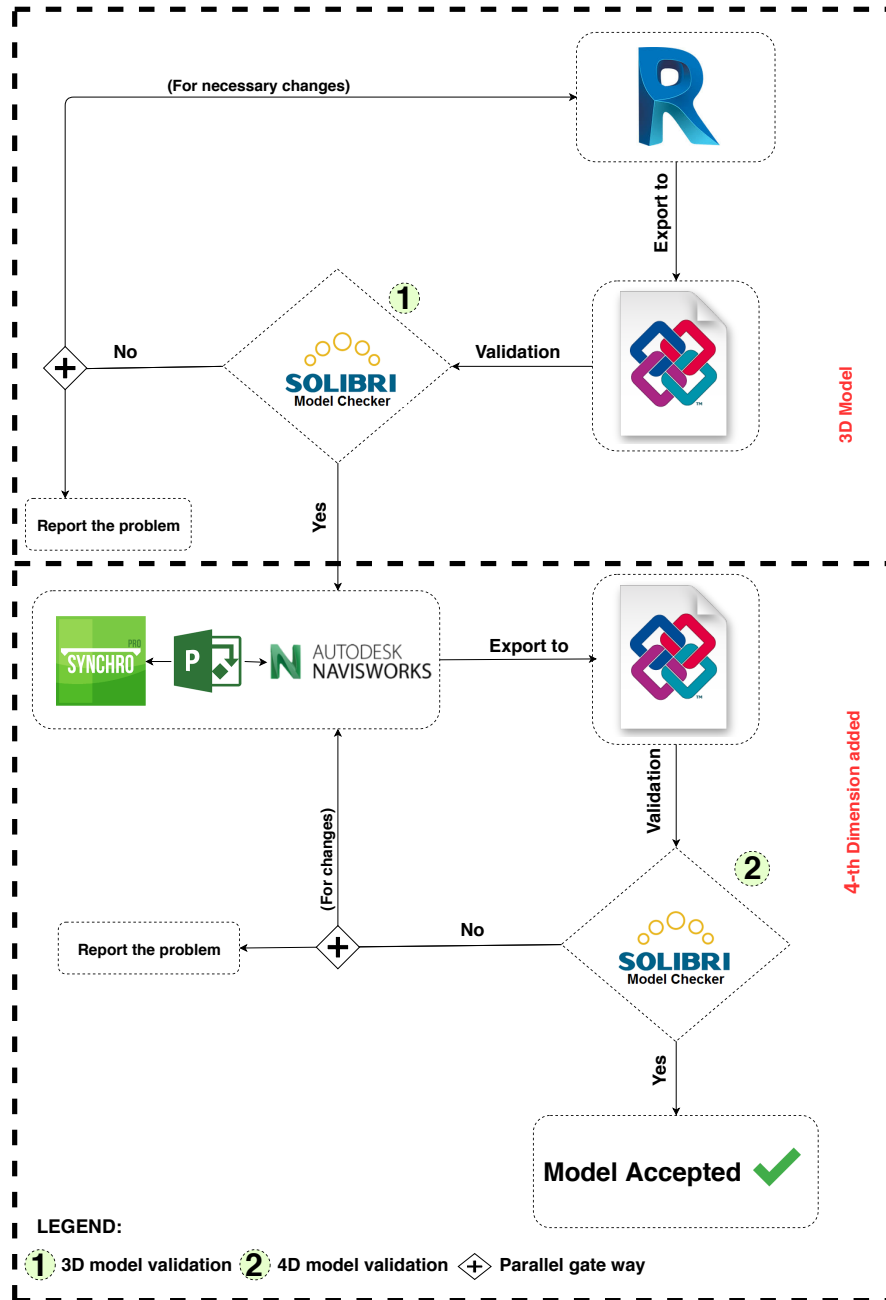 (For necessary changes)
Export to
1
SOLIBRI
Model Checker
Validation
No
™
3D Model
Yes
Report the problem
PRO
SYNCHRO
P
AUTODESK
NAVISWORKS
Export to
™
Validation
(For changes)
4-th Dimension added
2
SOLIBRI
Model Checker
No
Report the problem
Yes
Model Accepted
LEGEND:
1 3D model validation 2 4D model validation Parallel gate way